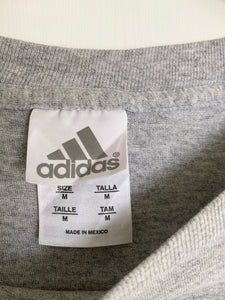 adidas®
SIZE TALLA
M M
TAILLE TAM
M M
MADE IN MEXICO